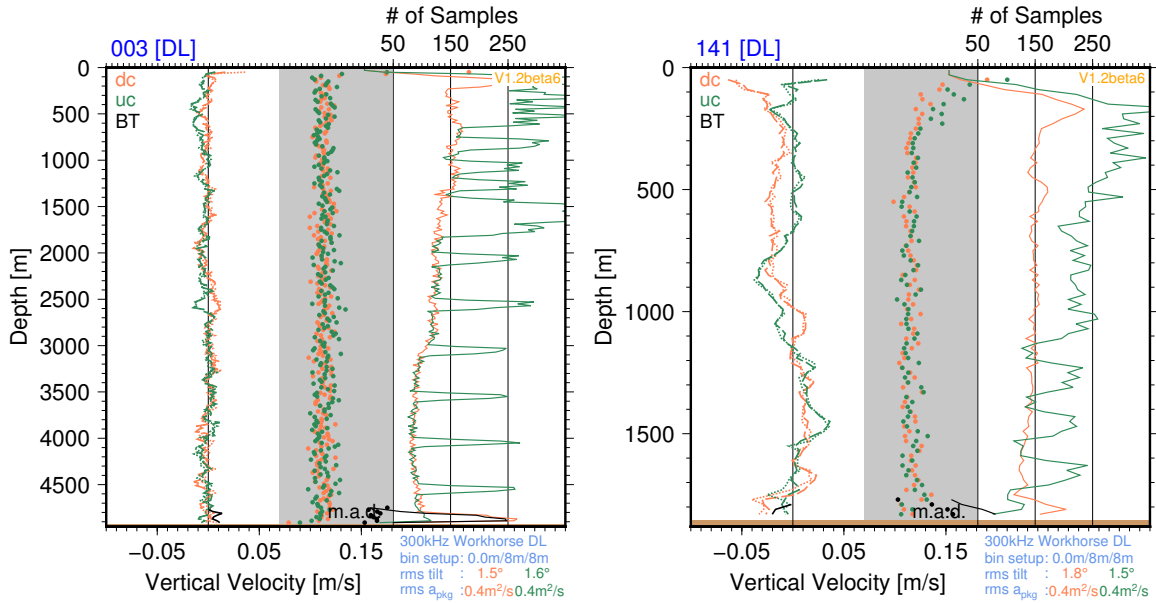 # of Samples
003 [DL]
50 150 250
0
dc
uc
BT
V1.2beta6
500
1000
1500
2000
2500
3000
3500
4000
4500
Depth [m]
m.a.d.
−0.05 0.05 0.15
Vertical Velocity [m/s]
300kHz Workhorse DL
bin setup: 0.0m/8m/8m
rms tilt : 1.5° 1.6°
rms apkg : 0.4m²/s 0.4m²/s
# of Samples
141 [DL]
50 150 250
0
dc
uc
BT
V1.2beta6
500
1000
1500
Depth [m]
m.a.d.
−0.05 0.05 0.15
Vertical Velocity [m/s]
300kHz Workhorse DL
bin setup: 0.0m/8m/8m
rms tilt : 1.8° 1.5°
rms apkg : 0.4m²/s 0.4m²/s